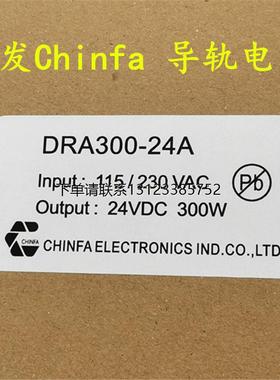 发Chinfa 导轨电
DRA300-24A
Input : 115/230 VAC
下单请联系15123385752
Output : 24VDC 300W
Pb
CHINFA
CHINFA ELECTRONICS IND.CO.,LTD